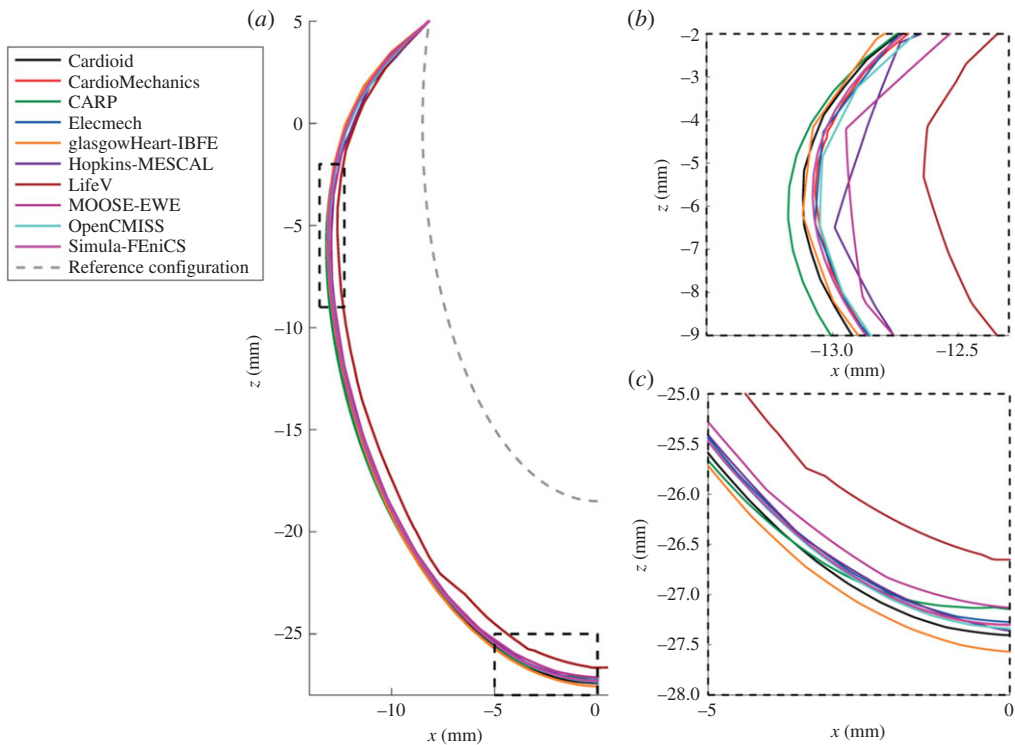 Cardioid
CardioMechanics
CARP
Elecmech
glasgowHeart-IBFE
Hopkins-MESCAL
LifeV
MOOSE-EWE
OpenCMISS
Simula-FEniCS
Reference configuration
(a)
5
0
−5
−10
−15
−20
−25
z (mm)
−10
−5
0
x (mm)
(b)
−2
−3
−4
−5
−6
−7
−8
−9
z (mm)
−13.0
−12.5
x (mm)
(c)
−25.0
−25.5
−26.0
−26.5
−27.0
−27.5
−28.0
z (mm)
−5
0
x (mm)